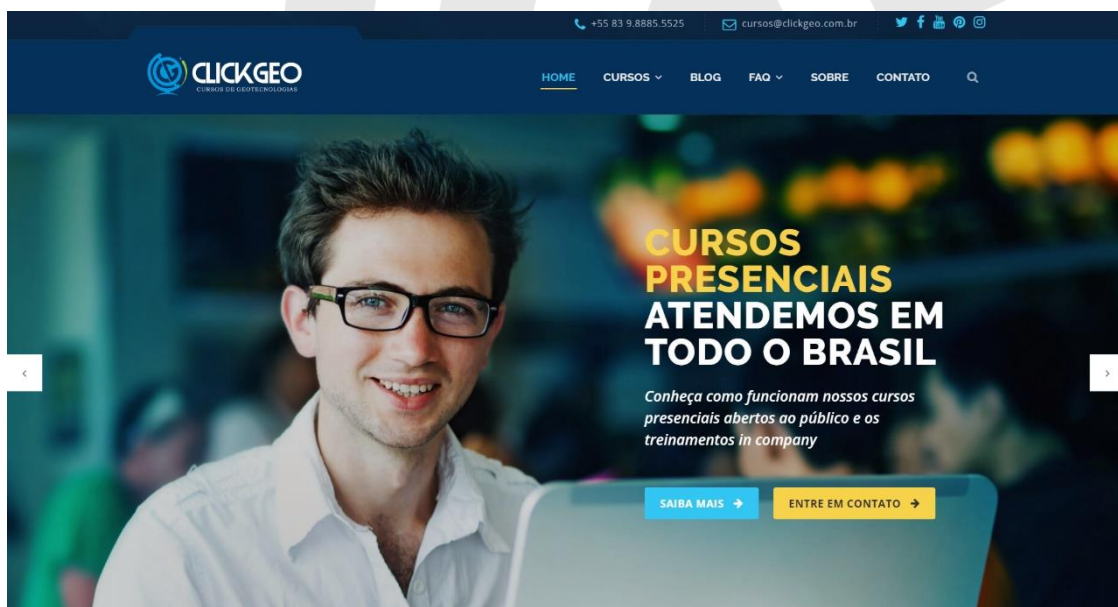 +55 83 9.8885.5525 cursos@clickgeo.com.br
CLICKGEO
CURSOS DE GEOTECNOLOGIAS
HOME CURSOS BLOG FAQ SOBRE CONTATO
CURSOS
PRESENCIAIS
ATENDEMOS EM
TODO O BRASIL
Conheça como funcionam nossos cursos
presenciais abertos ao público e os
treinamentos in company
SAIBA MAIS → ENTRE EM CONTATO →